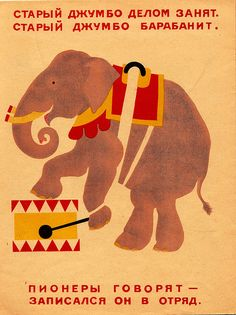 СТАРЫЙ ДЖУМБО ДЕЛОМ ЗАНЯТ.
СТАРЫЙ ДЖУМБО БАРАБАНИТ.
ПИОНЕРЫ ГОВОРЯТ —
ЗАПИСАЛСЯ ОН В ОТРЯД.